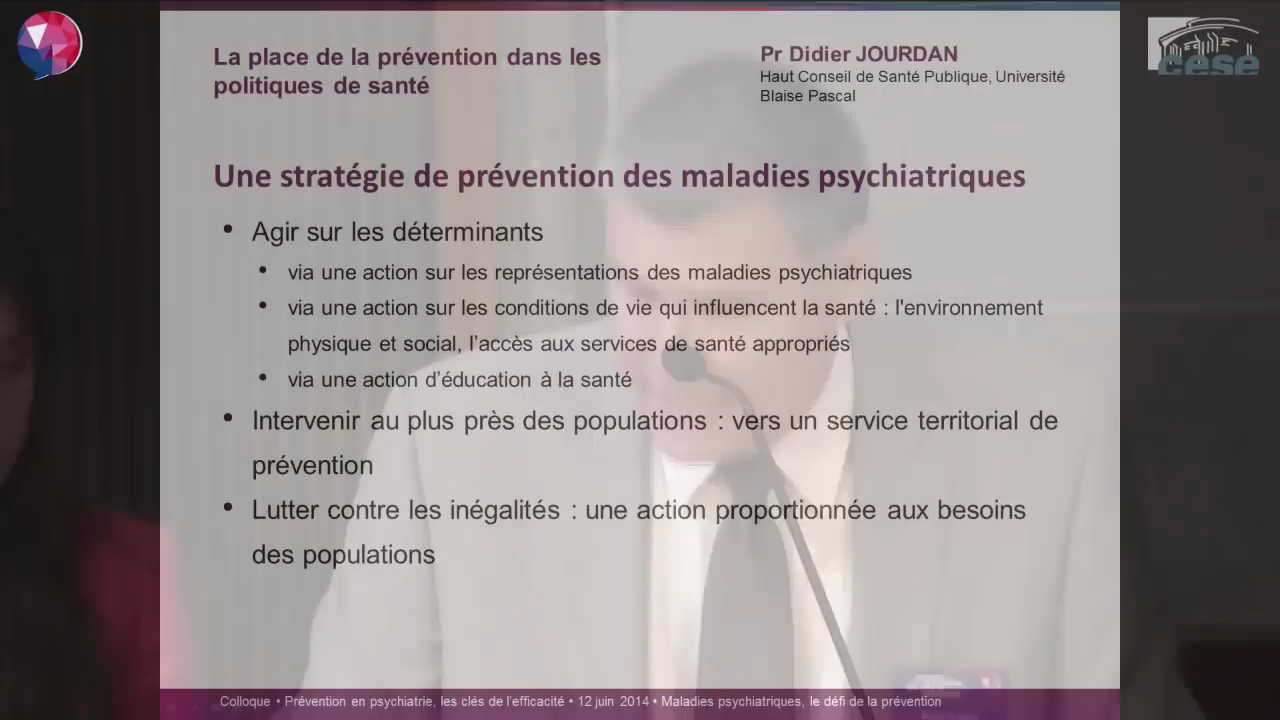 La place de la prévention dans les
politiques de santé
Pr Didier JOURDAN
Haut Conseil de Santé Publique, Université
Blaise Pascal
cese
Une stratégie de prévention des maladies psychiatriques
• Agir sur les déterminants
• via une action sur les représentations des maladies psychiatriques
• via une action sur les conditions de vie qui influencent la santé : l'environnement
physique et social, l’accès aux services de santé appropriés
• via une action d’éducation à la santé
• Intervenir au plus près des populations : vers un service territorial de
prévention
• Lutter contre les inégalités : une action proportionnée aux besoins
des populations
Colloque • Prévention en psychiatrie, les clés de l'efficacité • 12 juin 2014 • Maladies psychiatriques, le défi de la prévention